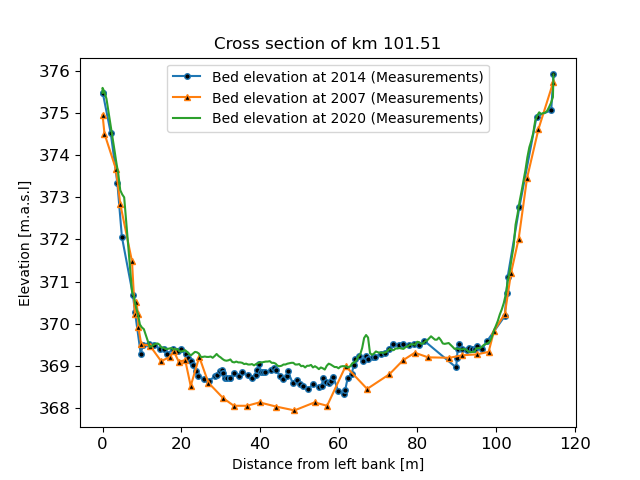 Cross section of km 101.51
Bed elevation at 2014 (Measurements)
Bed elevation at 2007 (Measurements)
Bed elevation at 2020 (Measurements)
Elevation [m.a.s.l]
376
375
374
373
372
371
370
369
368
0 20 40 60 80 100 120
Distance from left bank [m]